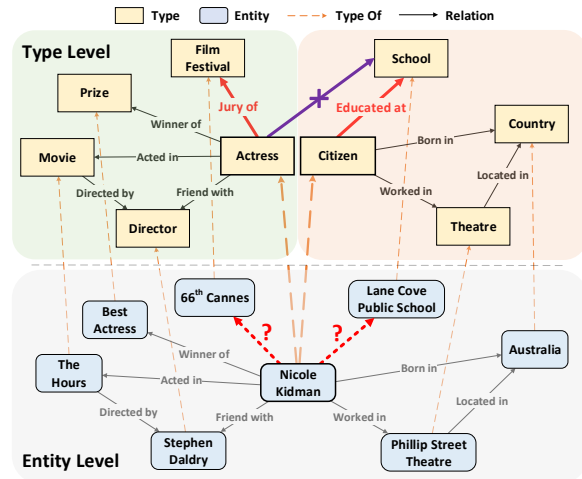 Type Entity Type Of Relation
Type Level
Film
Festival
School
Prize
Jury of
Educated at
Country
Winner of
Born in
Movie
Acted in
Actress
Citizen
Directed by
Friend with
Worked in
Located in
Director
Theatre
66th Cannes
Lane Cove
Public School
Best
Actress
?
?
Australia
Winner of
The
Hours
Acted in
Nicole
Kidman
Born in
Directed by
Friend with
Worked in
Located in
Stephen
Daldry
Phillip Street
Theatre
Entity Level